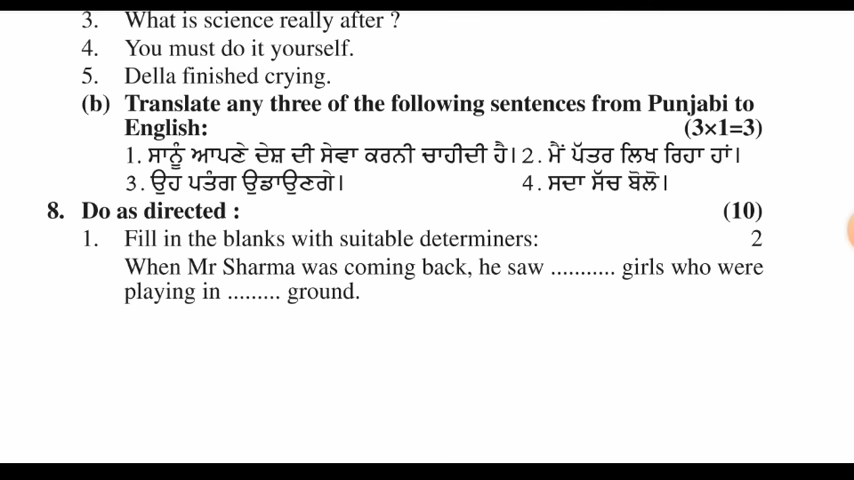 3. What is science really after ?
4. You must do it yourself.
5. Della finished crying.
(b) Translate any three of the following sentences from Punjabi to
English: (3×1=3)
1. ਸਾਨੂੰ ਆਪਣੇ ਦੇਸ਼ ਦੀ ਸੇਵਾ ਕਰਨੀ ਚਾਹੀਦੀ ਹੈ। 2. ਮੈਂ ਪੱਤਰ ਲਿਖ ਰਿਹਾ ਹਾਂ।
3. ਉਹ ਪਤੰਗ ਉਡਾਉਣਗੇ। 4. ਸਦਾ ਸੱਚ ਬੋਲੋ।
8. Do as directed : (10)
1. Fill in the blanks with suitable determiners: 2
When Mr Sharma was coming back, he saw ........... girls who were
playing in ......... ground.